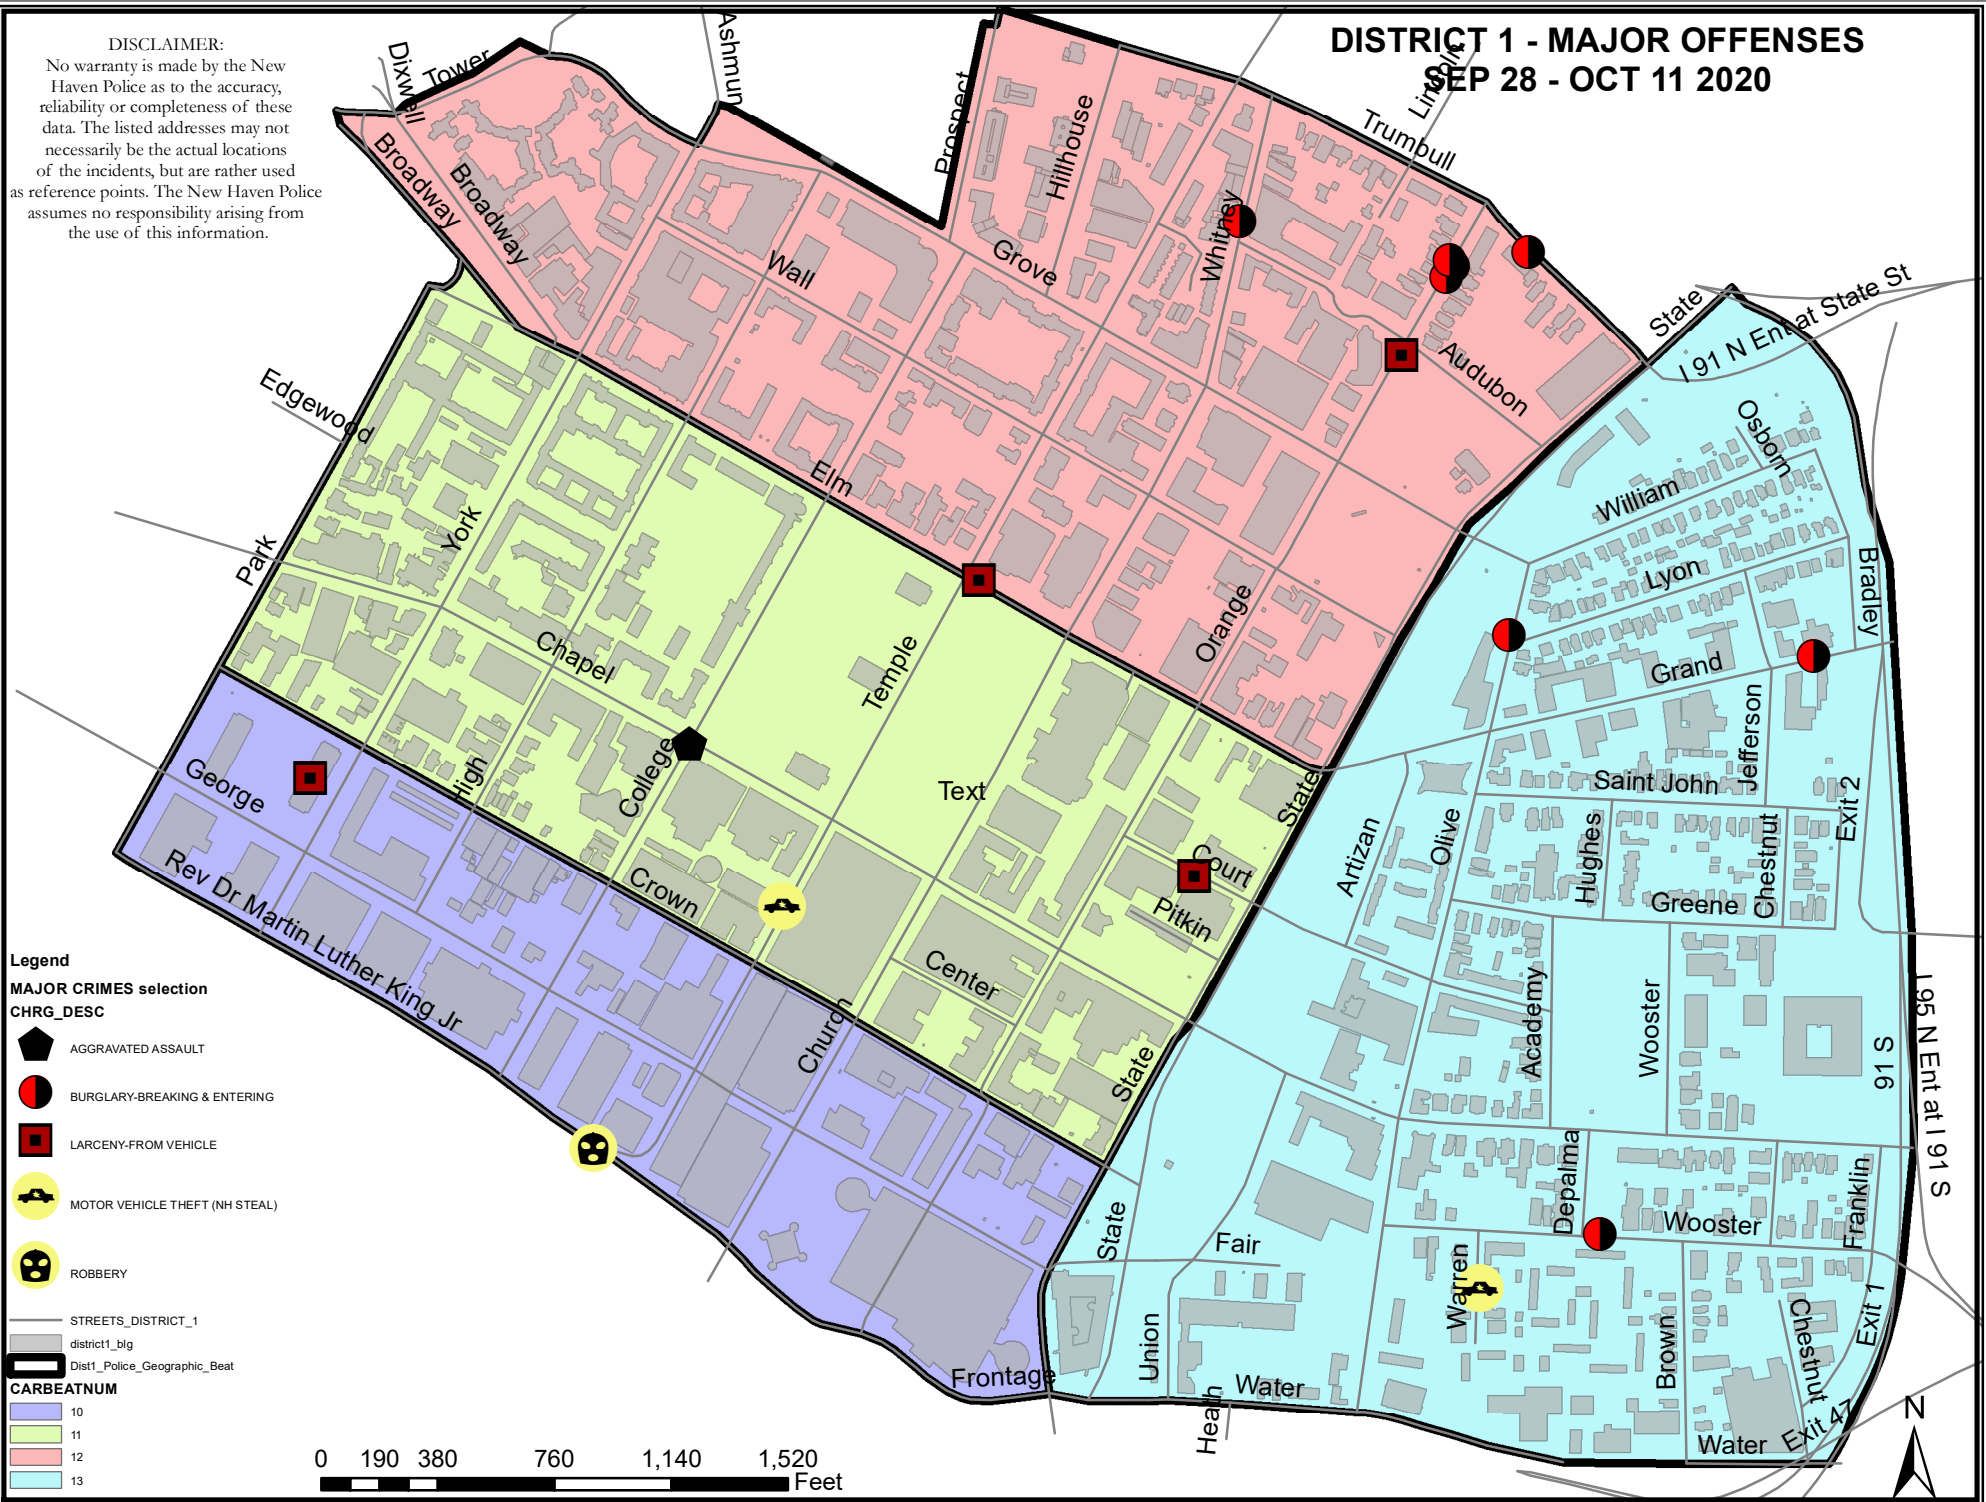 DISTRICT 1 - MAJOR OFFENSES
SEP 28 - OCT 11 2020
DISCLAIMER:
No warranty is made by the New
Haven Police as to the accuracy,
reliability or completeness of these
data. The listed addresses may not
necessarily be the actual locations
of the incidents, but are rather used
as reference points. The New Haven Police
assumes no responsibility arising from
the use of this information.
Dixwell
Tower
Ashmun
Prospect
Hillhouse
Lincoln
Trumbull
Broadway
Broadway
Wall
Grove
Whitney
Audubon
State
I 91 N Ent at State St
Edgewood
Elm
York
Park
Osborn
William
Lyon
Bradley
Chapel
Temple
Orange
Grand
Jefferson
George
High
College
Text
State
Saint John
Exit 2
Artizan
Olive
Hughes
Chestnut
Court
Pitkin
Greene
Crown
Rev Dr Martin Luther King Jr
Center
Church
State
Academy
Wooster
91 S
I 95 N Ent at I 91 S
Depalma
Wooster
Franklin
State
Fair
Warren
Union
Brown
Chestnut
Exit 1
Frontage
Heath
Water
Water
Exit 47
Legend
MAJOR CRIMES selection
CHRG_DESC
AGGRAVATED ASSAULT
BURGLARY-BREAKING & ENTERING
LARCENY-FROM VEHICLE
MOTOR VEHICLE THEFT (NH STEAL)
ROBBERY
STREETS_DISTRICT_1
district1_blg
Dist1_Police_Geographic_Beat
CARBEATNUM
10
11
12
13
0 190 380 760 1,140 1,520
Feet
N